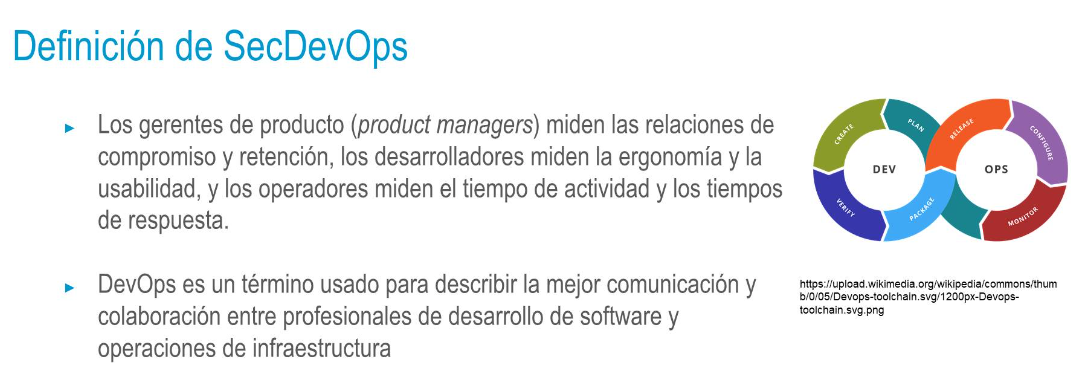 Definición de SecDevOps
Los gerentes de producto (product managers) miden las relaciones de
compromiso y retención, los desarrolladores miden la ergonomía y la
usabilidad, y los operadores miden el tiempo de actividad y los tiempos
de respuesta.
DevOps es un término usado para describir la mejor comunicación y
colaboración entre profesionales de desarrollo de software y
operaciones de infraestructura
CREATE
PLAN
RELEASE
CONFIGURE
DEV
OPS
VERIFY
PACKAGE
MONITOR
https://upload.wikimedia.org/wikipedia/commons/thum
b/0/05/Devops-toolchain.svg/1200px-Devops-
toolchain.svg.png